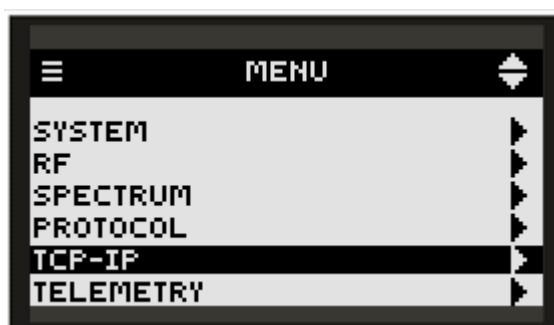 MENU
SYSTEM
RF
SPECTRUM
PROTOCOL
TCP-IP
TELEMETRY